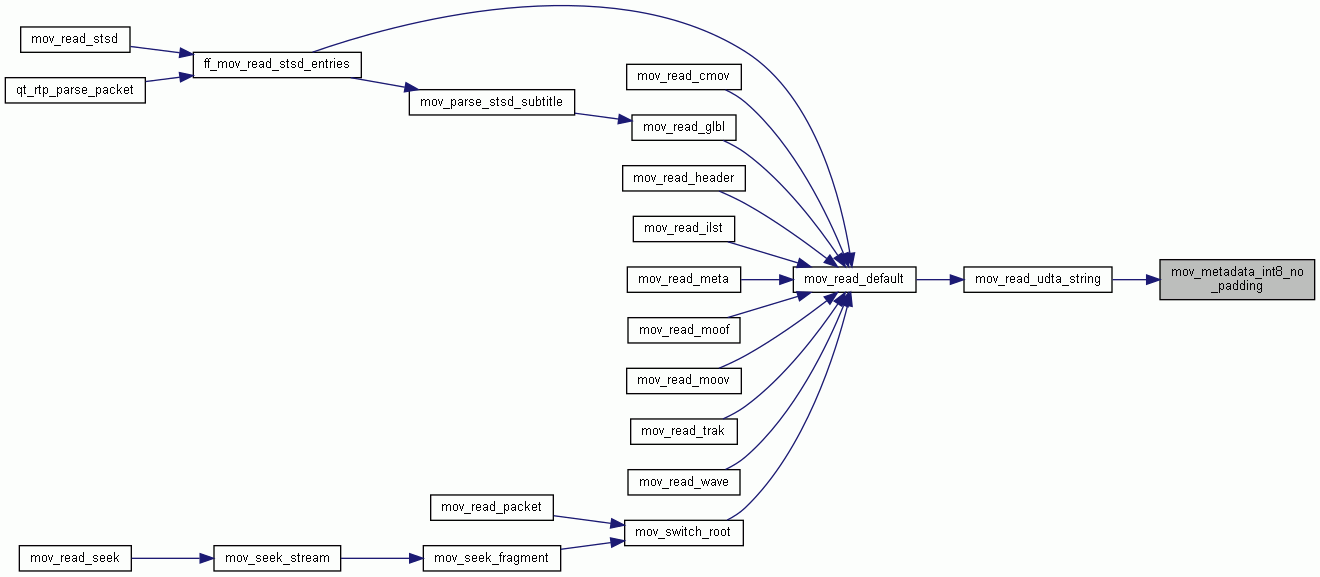 mov_read_stsd
ff_mov_read_stsd_entries
qt_rtp_parse_packet
mov_parse_stsd_subtitle
mov_read_cmov
mov_read_glbl
mov_read_header
mov_read_ilst
mov_read_meta
mov_read_default
mov_read_udta_string
mov_metadata_int8_no
_padding
mov_read_moof
mov_read_moov
mov_read_trak
mov_read_wave
mov_read_packet
mov_switch_root
mov_read_seek
mov_seek_stream
mov_seek_fragment